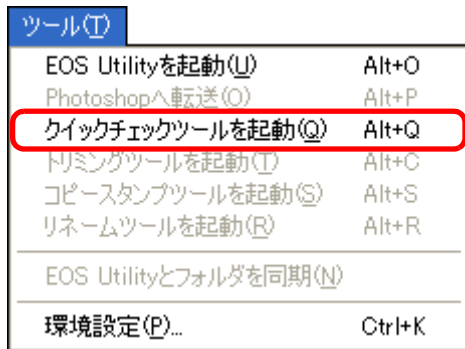 ツール(T)
EOS Utilityを起動(U) Alt+O
Photoshopへ転送(O) Alt+P
クイックチェックツールを起動(Q) Alt+Q
トリミングツールを起動(T) Alt+C
コピースタンプツールを起動(S) Alt+S
リネームツールを起動(R) Alt+R
EOS Utilityとフォルダを同期(N)
環境設定(P)... Ctrl+K